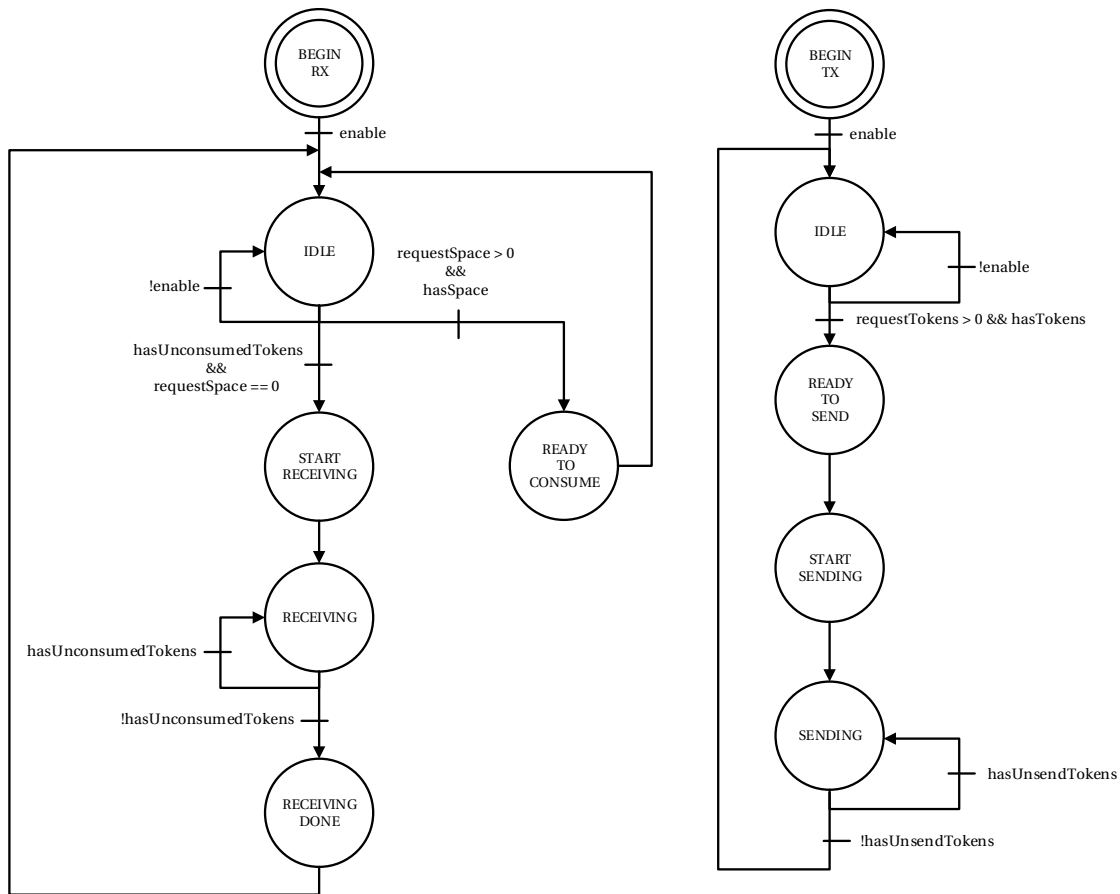 BEGIN
RX
enable
IDLE
!enable
requestSpace > 0
&&
hasSpace
hasUnconsumedTokens
&&
requestSpace == 0
START
RECEIVING
READY
TO
CONSUME
RECEIVING
hasUnconsumedTokens
!hasUnconsumedTokens
RECEIVING
DONE
BEGIN
TX
enable
IDLE
!enable
requestTokens > 0 && hasTokens
READY
TO
SEND
START
SENDING
SENDING
hasUnsendTokens
!hasUnsendTokens